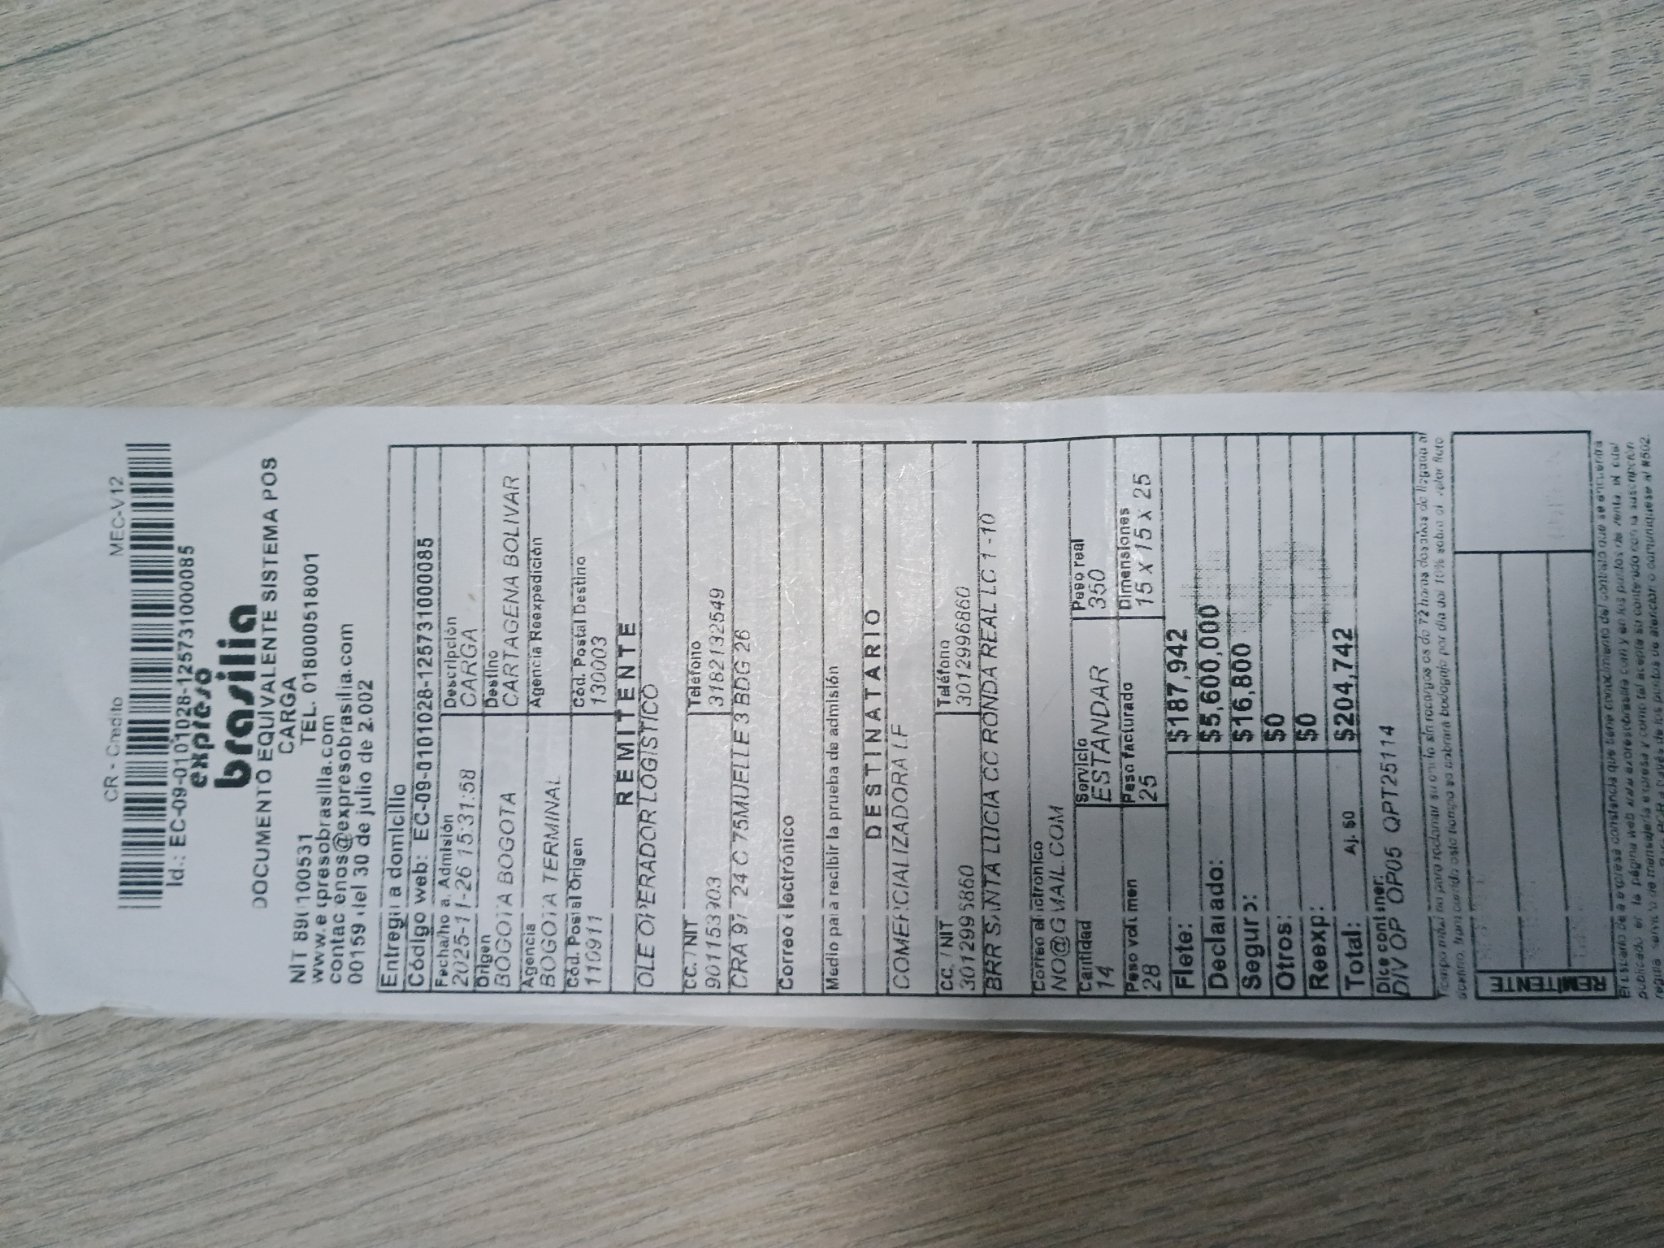 CR - Credito MEC-V12
Id.: EC-09-0101028-1257310000085
expreso
brasilia
DOCUMENTO EQUIVALENTE SISTEMA POS
CARGA
NIT 890100531 TEL. 018000518001
www.expresobrasilia.com
contactenos@expresobrasilia.com
00159 del 30 de julio de 2.002
Entrega a domicilio
Código web: EC-09-0101028-1257310000085
Fecha/ho a. Admisión Descripción
2025-11-26 15:31:58 CARGA
Origen Destino
BOGOTA BOGOTA CARTAGENA BOLIVAR
Agencia Agencia Reexpedición
BOGOTA TERMINAL
Cód. Postal Origen Cód. Postal Destino
110911 130003
REMITENTE
OLE OPERADOR LOGISTICO
CC. / NIT Teléfono
901153903 3182132549
CRA 97 24 C 75 MUELLE 3 BDG 26
Correo electrónico
Medio para recibir la prueba de admisión
DESTINATARIO
COMERCIALIZADORA LF
CC. / NIT Teléfono
3012996860 3012996860
BRR SANTA LUCIA CC RONDA REAL LC 1 -10
Correo electronico
NO@GMAIL.COM
Cantidad Servicio Peso real
14 ESTANDAR 350
Peso volumen Peso facturado Dimensiones
28 25 15 x 15 x 25
Flete: $187,942
Declarado: $5,600,000
Seguro: $16,800
Otros: $0
Reexp: $0
Total: Aj. $0 $204,742
Dice contener:
DIV OP OP05 QPT25114
REMITENTE